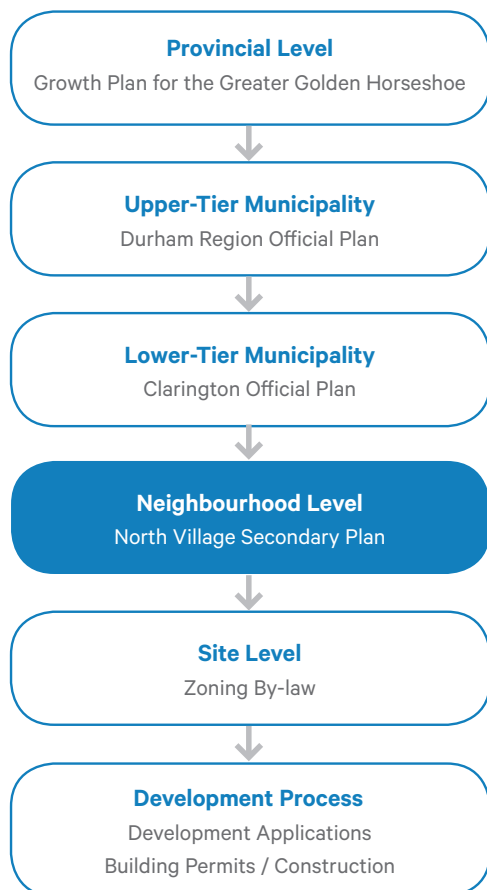 Provincial Level
Growth Plan for the Greater Golden Horseshoe
Upper-Tier Municipality
Durham Region Official Plan
Lower-Tier Municipality
Clarington Official Plan
Neighbourhood Level
North Village Secondary Plan
Site Level
Zoning By-law
Development Process
Development Applications
Building Permits / Construction